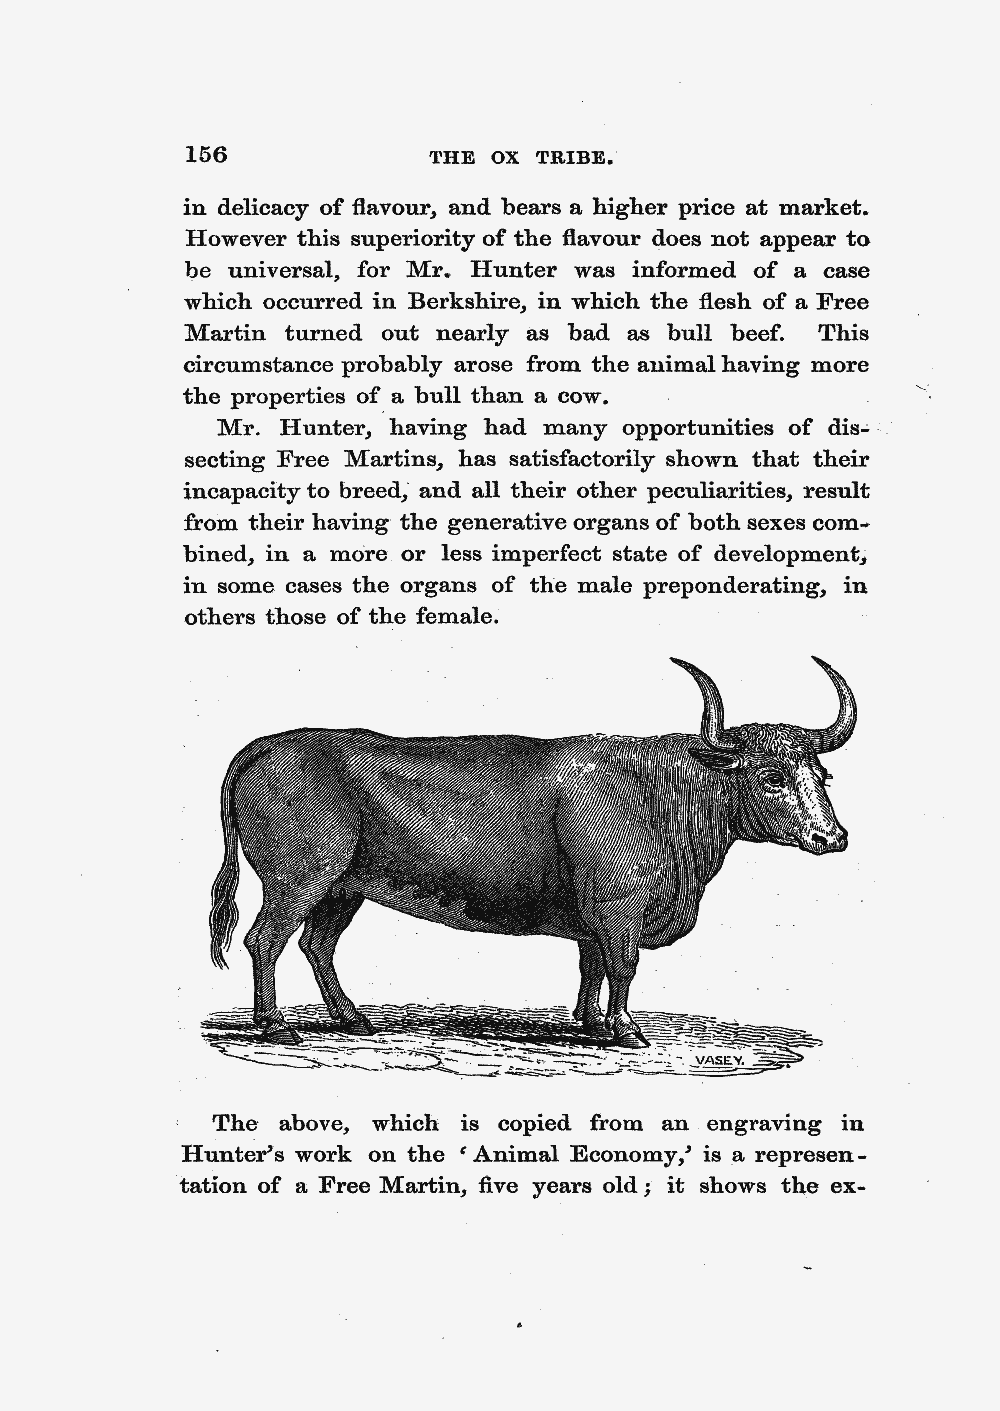 156 THE OX TRIBE.
in delicacy of flavour, and bears a higher price at market.
However this superiority of the flavour does not appear to
be universal, for Mr. Hunter was informed of a case
which occurred in Berkshire, in which the flesh of a Free
Martin turned out nearly as bad as bull beef. This
circumstance probably arose from the animal having more
the properties of a bull than a cow.
Mr. Hunter, having had many opportunities of dis-
secting Free Martins, has satisfactorily shown that their
incapacity to breed, and all their other peculiarities, result
from their having the generative organs of both sexes com-
bined, in a more or less imperfect state of development,
in some cases the organs of the male preponderating, in
others those of the female.
VASEY.
The above, which is copied from an engraving in
Hunter's work on the ‘Animal Economy,’ is a represen-
tation of a Free Martin, five years old; it shows the ex-